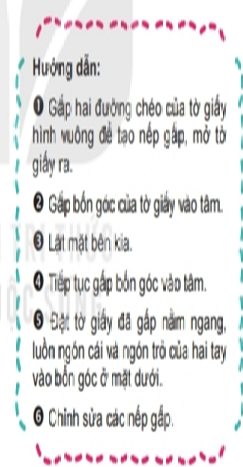 Hướng dẫn:
❶ Gấp hai đường chéo của tờ giấy
hình vuông để tạo nếp gấp, mở tờ
giấy ra.
❷ Gấp bốn góc của tờ giấy vào tâm.
❸ Lật mặt bên kia.
❹ Tiếp tục gấp bốn góc vào tâm.
❺ Đặt tờ giấy đã gấp nằm ngang,
luồn ngón cái và ngón trỏ của hai tay
vào bốn góc ở mặt dưới.
❻ Chỉnh sửa các nếp gấp.